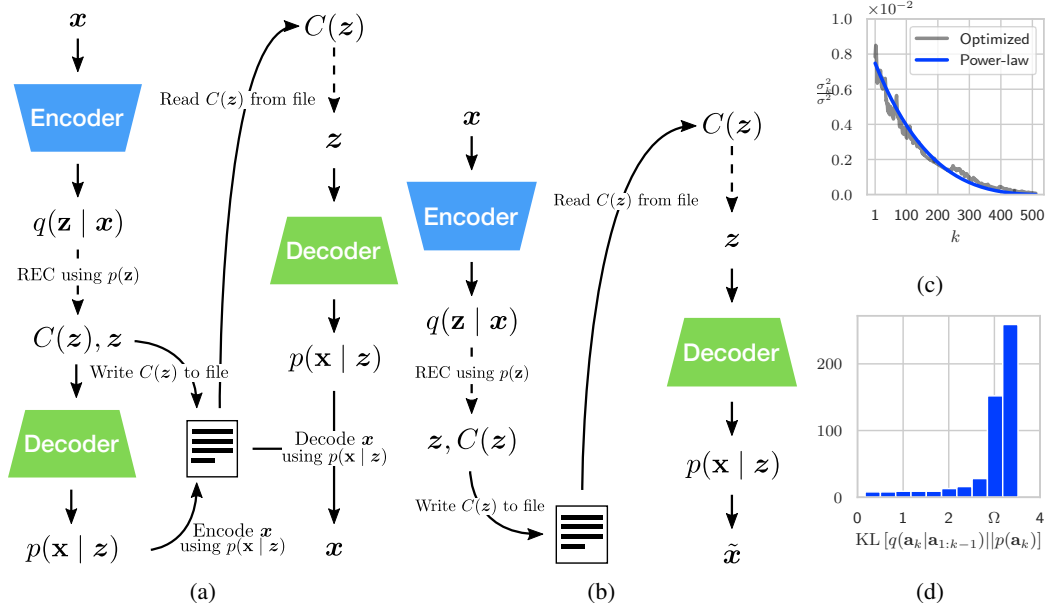 x
Encoder
q(z | x)
REC using p(z)
C(z), z
Write C(z) to file
Decoder
p(x | z)
Encode x
using p(x | z)
C(z)
Read C(z) from file
z
Decoder
p(x | z)
Decode x
using p(x | z)
x
(a)
x
Encoder
q(z | x)
REC using p(z)
z, C(z)
Write C(z) to file
C(z)
Read C(z) from file
z
Decoder
p(x | z)
x̃
(b)
×10⁻²
1.0
0.8
0.6
0.4
0.2
0.0
Optimized
Power-law
1 100 200 300 400 500
k
(c)
200
100
0
0 1 2 Ω 4
KL [q(a_k|a_{1:k−1})||p(a_k)]
(d)